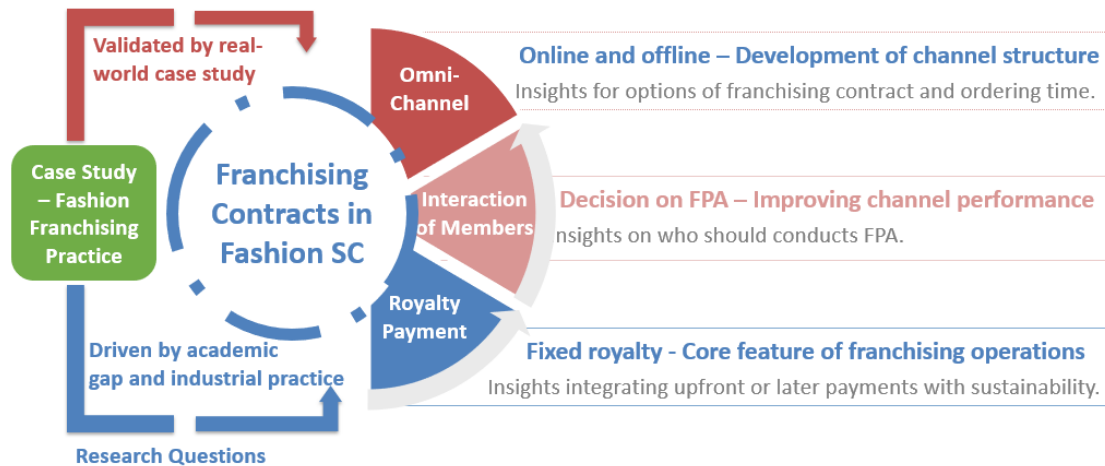 Validated by real-
world case study
Case Study
– Fashion
Franchising
Practice
Driven by academic
gap and industrial practice
Research Questions
Franchising
Contracts in
Fashion SC
Omni-
Channel
Interaction
of Members
Royalty
Payment
Online and offline – Development of channel structure
Insights for options of franchising contract and ordering time.
Decision on FPA – Improving channel performance
nsights on who should conducts FPA.
Fixed royalty - Core feature of franchising operations
Insights integrating upfront or later payments with sustainability.